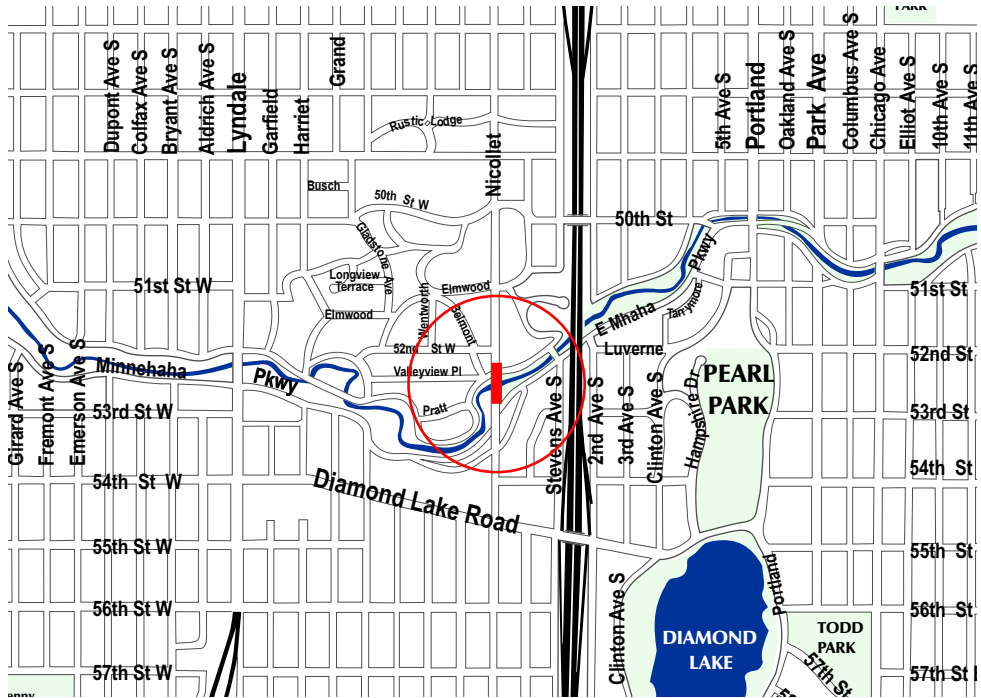 PARK
Dupont Ave S
Colfax Ave S
Bryant Ave S
Aldrich Ave S
Lyndale
Garfield
Harriet
Grand
Rustic Lodge
Nicollet
5th Ave S
Portland
Oakland Ave S
Park Ave
Columbus Ave S
Chicago Ave
Elliot Ave S
10th Ave S
11th Ave S
Busch
50th St W
50th St
Gladstone Ave
Longview
Terrace
51st St W
Elmwood
Elmwood
Wentworth
Belmont
E Mhaha
Pkwy
Tarrymore
51st St
52nd St W
Luverne
52nd St
Minnehaha
Pkwy
Valleyview Pl
Pratt
PEARL
PARK
Girard Ave S
Fremont Ave S
Emerson Ave S
53rd St W
Stevens Ave S
2nd Ave S
3rd Ave S
Clinton Ave S
Hampshire Dr
53rd St
54th St W
54th St
Diamond Lake Road
55th St W
55th St
Clinton Ave S
Portland
56th St W
56th St
DIAMOND
LAKE
TODD
PARK
57th St W
57th St
57th St